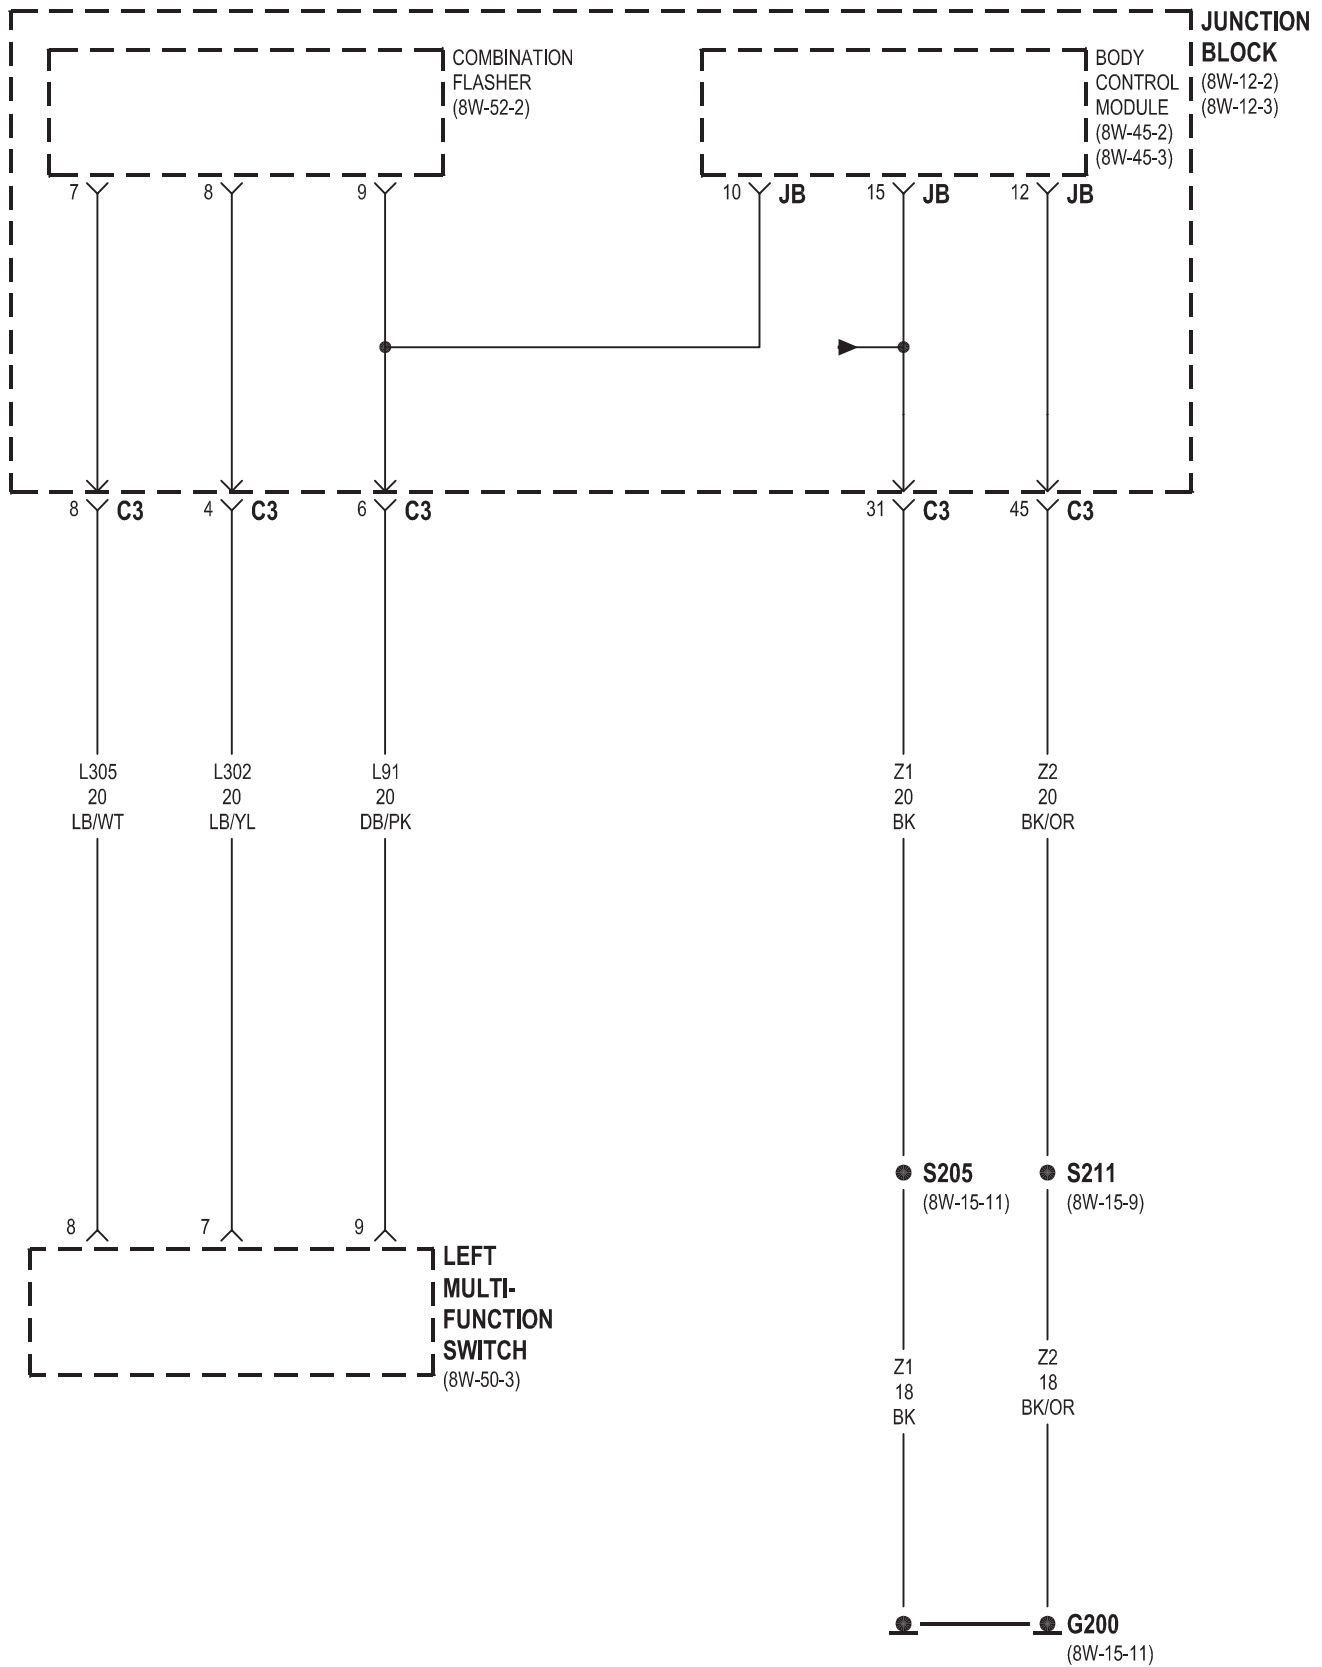 JUNCTION
BLOCK
(8W-12-2)
(8W-12-3)
COMBINATION
FLASHER
(8W-52-2)
BODY
CONTROL
MODULE
(8W-45-2)
(8W-45-3)
7
8
9
10 JB
15 JB
12 JB
8 C3
4 C3
6 C3
31 C3
45 C3
L305
20
LB/WT
L302
20
LB/YL
L91
20
DB/PK
Z1
20
BK
Z2
20
BK/OR
S205
(8W-15-11)
S211
(8W-15-9)
8
7
9
LEFT
MULTI-
FUNCTION
SWITCH
(8W-50-3)
Z1
18
BK
Z2
18
BK/OR
G200
(8W-15-11)